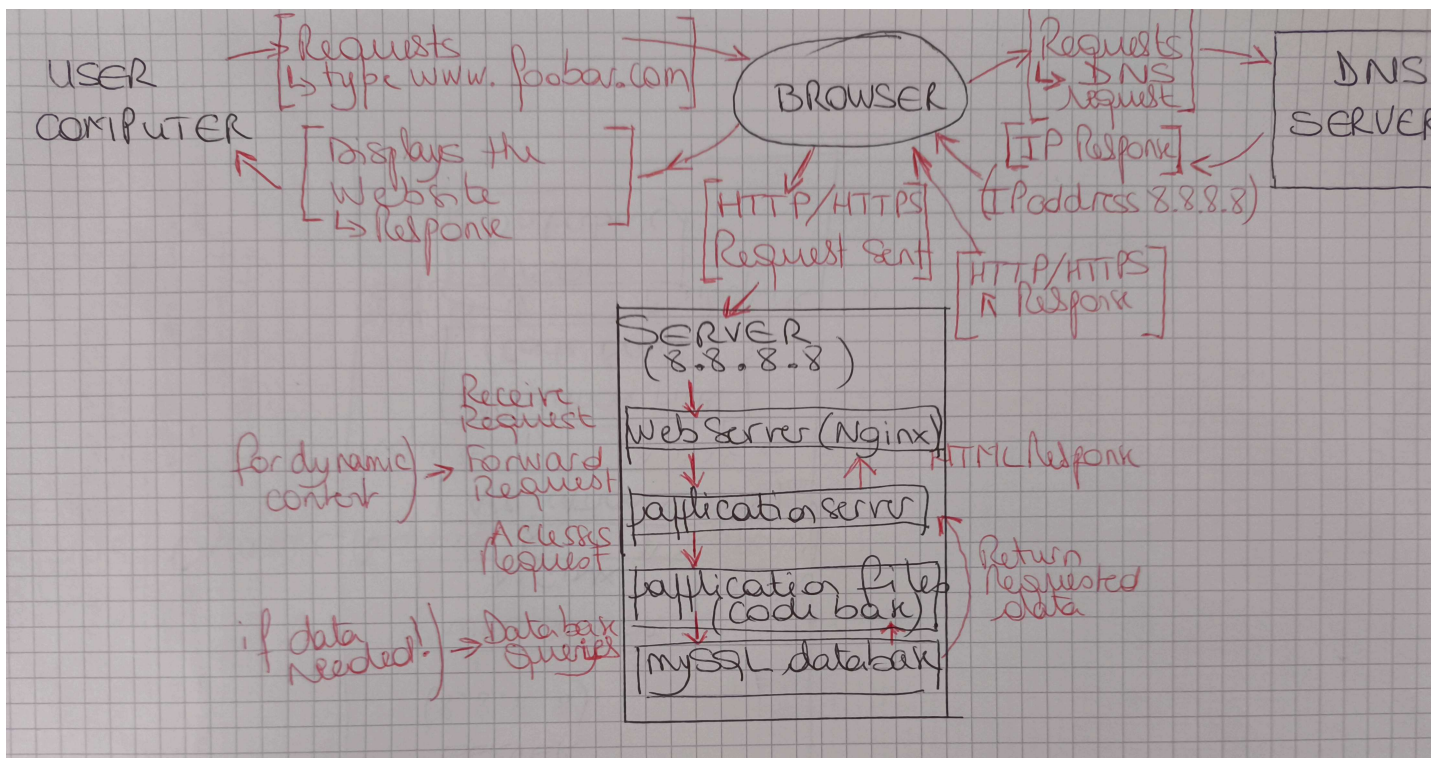 USER
COMPUTER
Requests
↳ type www.foobar.com
Displays the
Website
↳ Response
BROWSER
Requests
↳ DNS
request
DNS
SERVER
[IP Response]
(IP address 8.8.8.8)
HTTP/HTTPS
Request Sent
HTTP/HTTPS
Response
SERVER
(8.8.8.8)
Receive
Request
Web Server (Nginx)
for dynamic
content
Forward
Request
HTML Response
application server
Accesses
Request
application files
(code base)
Return
Requested
data
if data
Needed!
Database
Queries
mySQL database